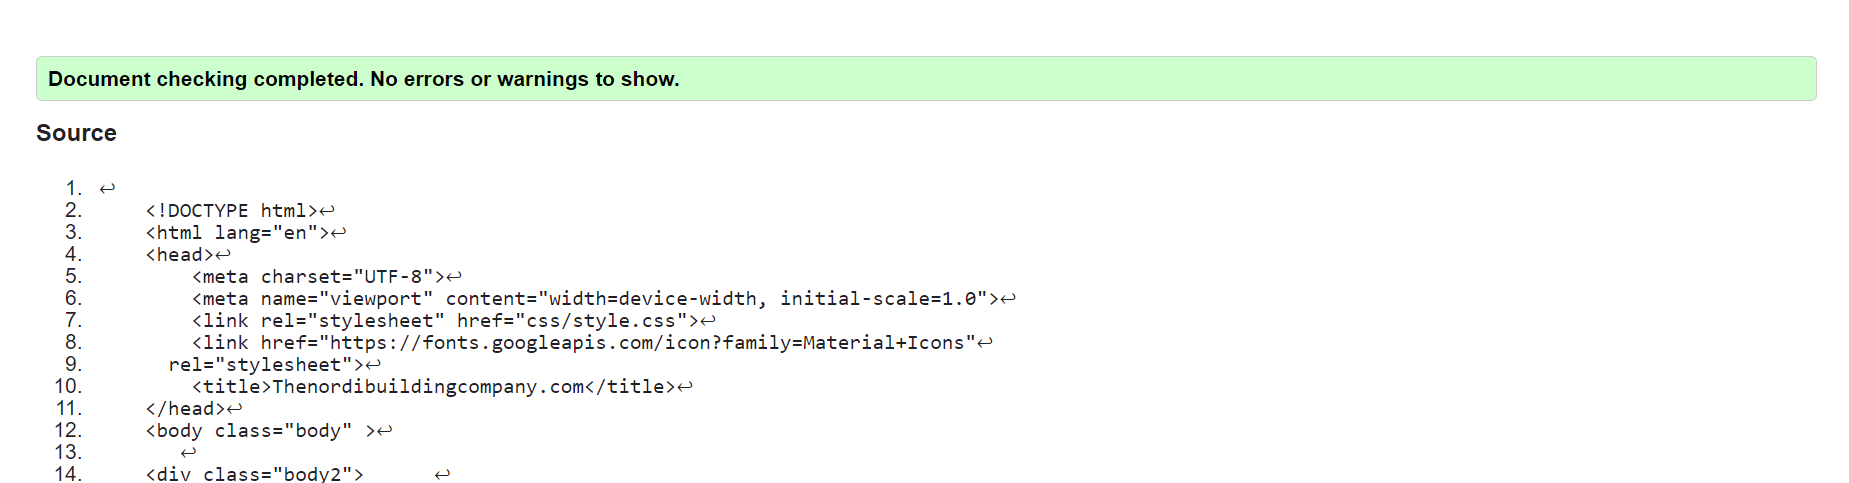 Document checking completed. No errors or warnings to show.
Source
1. ↩
2. <!DOCTYPE html>↩
3. <html lang="en">↩
4. <head>↩
5. <meta charset="UTF-8">↩
6. <meta name="viewport" content="width=device-width, initial-scale=1.0">↩
7. <link rel="stylesheet" href="css/style.css">↩
8. <link href="https://fonts.googleapis.com/icon?family=Material+Icons"↩
9. rel="stylesheet">↩
10. <title>Thenordibuildingcompany.com</title>↩
11. </head>↩
12. <body class="body" >↩
13. ↩
14. <div class="body2"> ↩